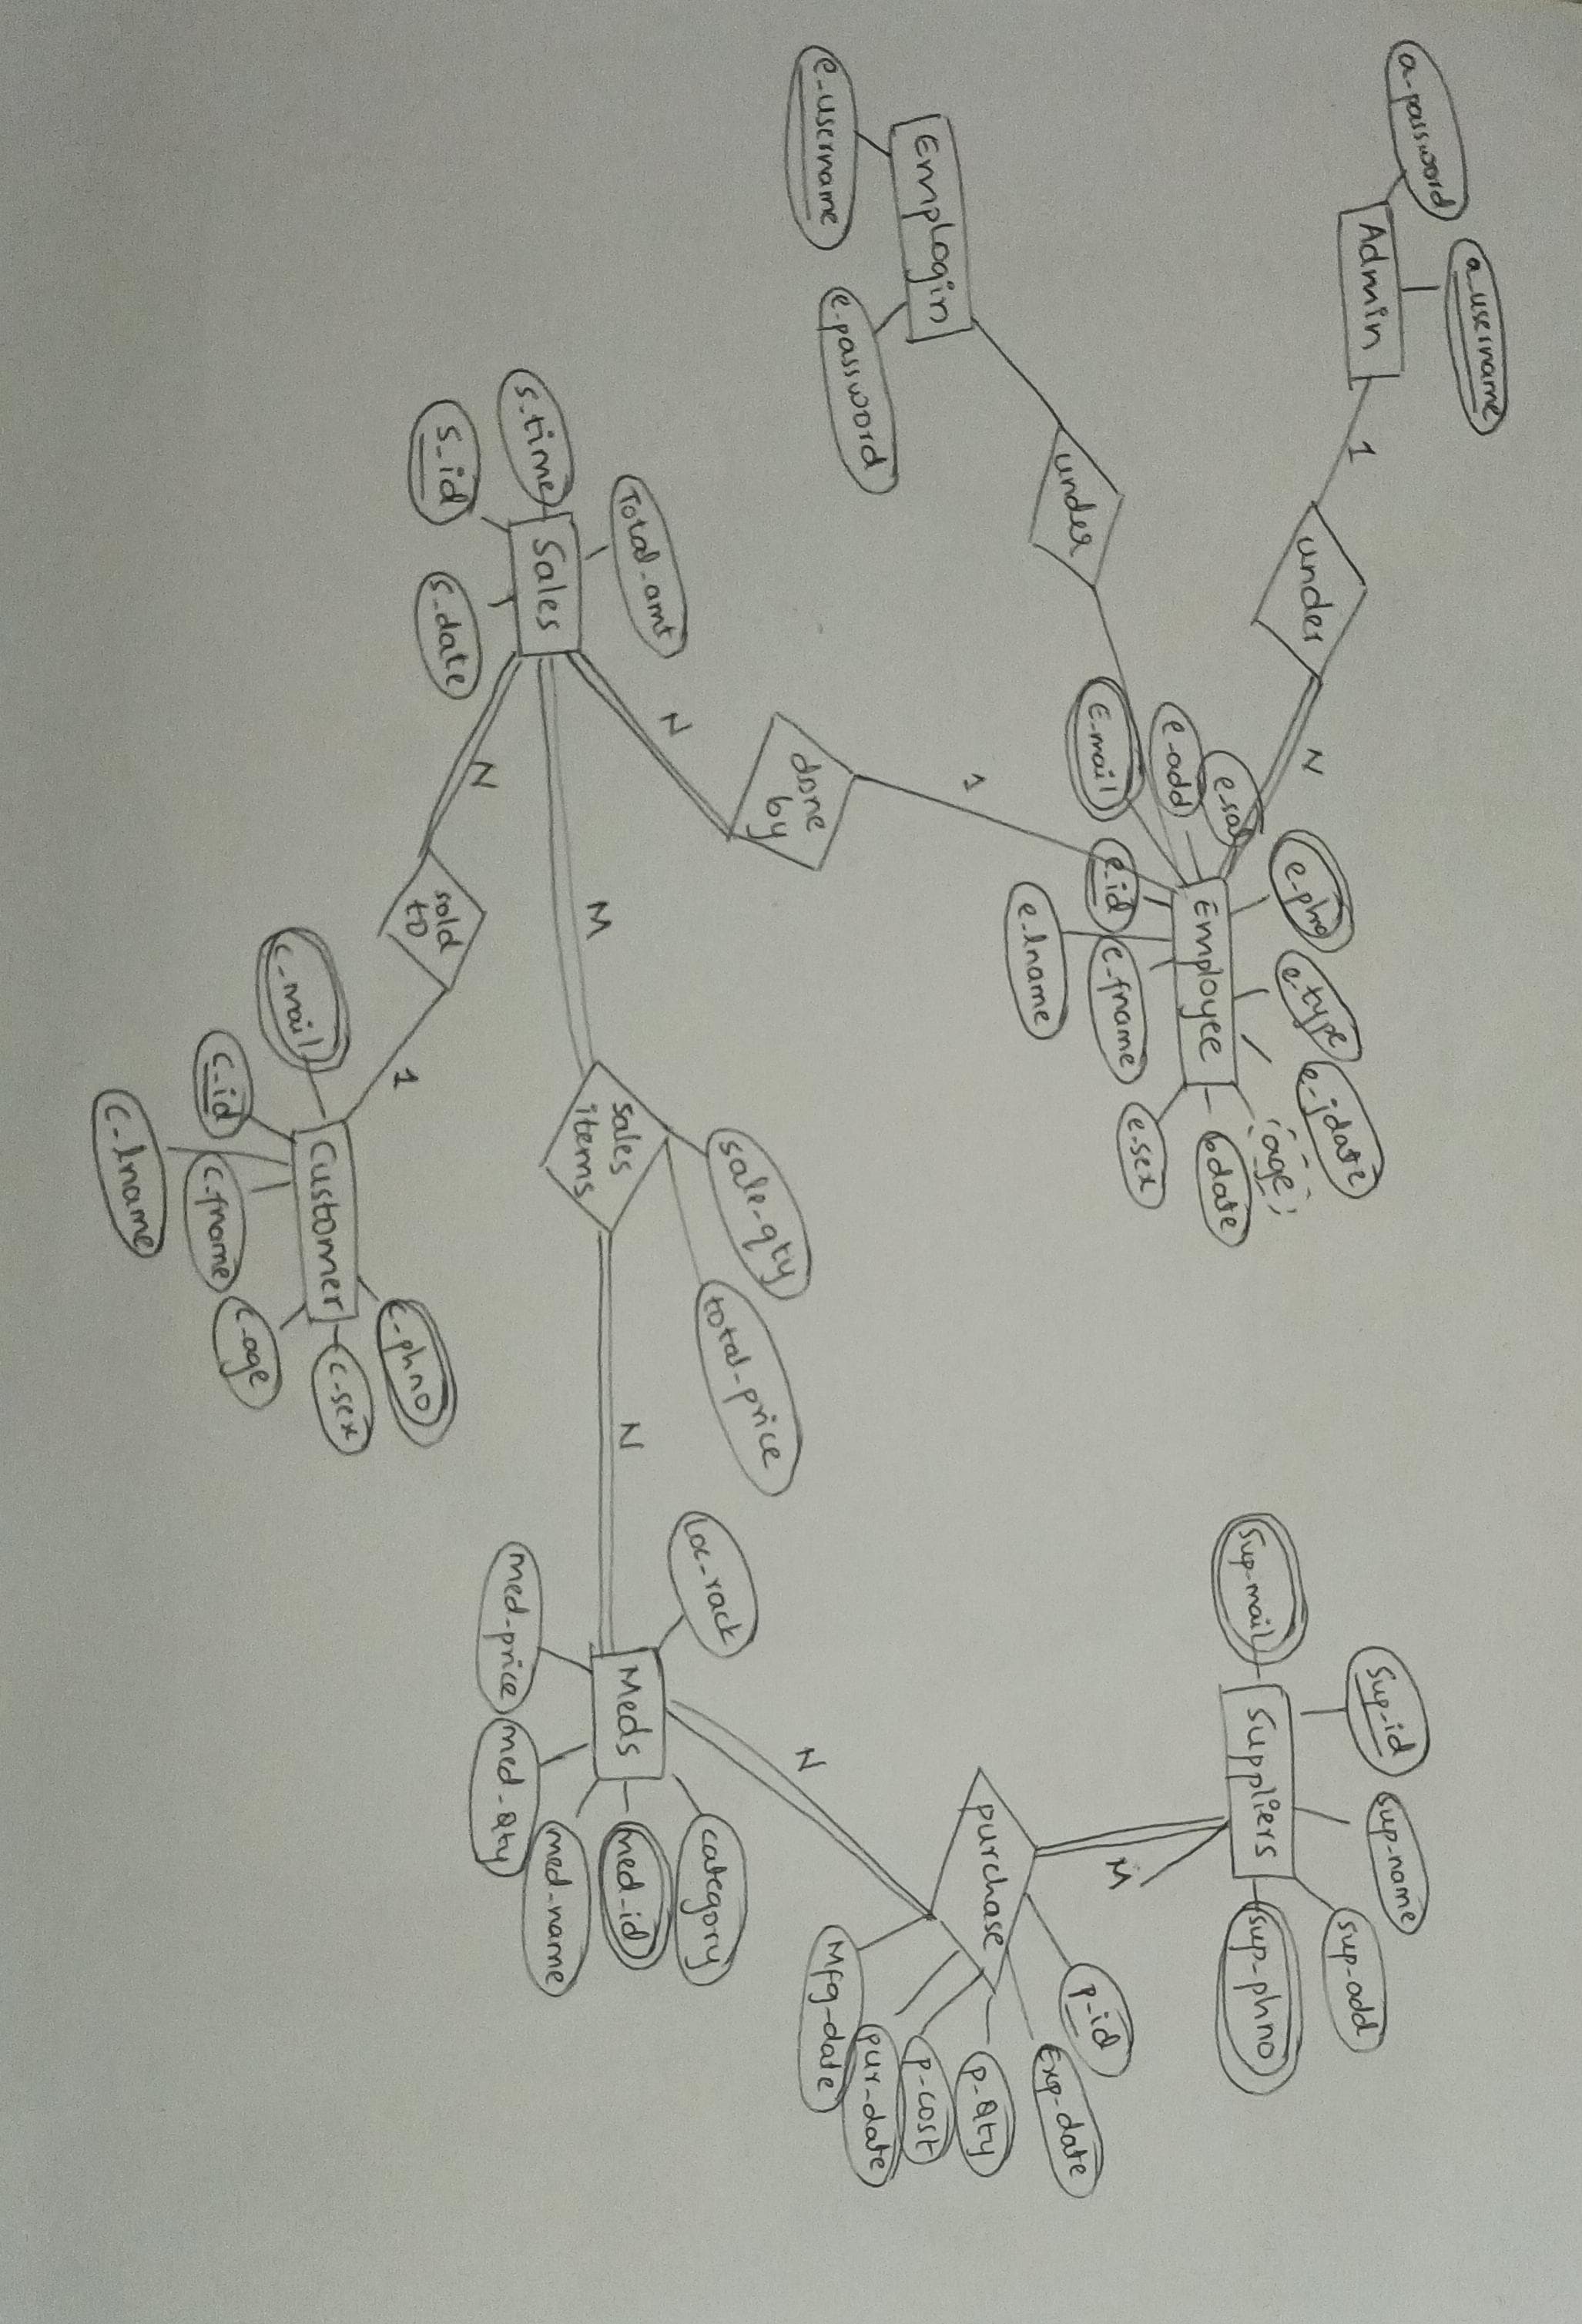 a-password
a-username
Admin
1
under
N
e-username
Emplogin
e-password
under
E-mail
e-add
e-sal
e-phno
e-type
e-jdate
age
bdate
e-sex
Employee
e-id
e-fname
e-lname
1
done
by
N
s-time
s-id
Total-amt
Sales
s-date
N
sold
to
1
c-mail
c-id
c-lname
c-fname
Customer
c-age
c-sex
c-phno
M
sales
items
sale-qty
total-price
N
Loc-rack
med-price
Meds
med-Qty
med-name
med-id
category
N
purchase
M
Sup-mail
Sup-id
Suppliers
Sup-name
sup-add
sup-phno
p-id
Exp-date
p-Qty
p-cost
pur-date
Mfg-date